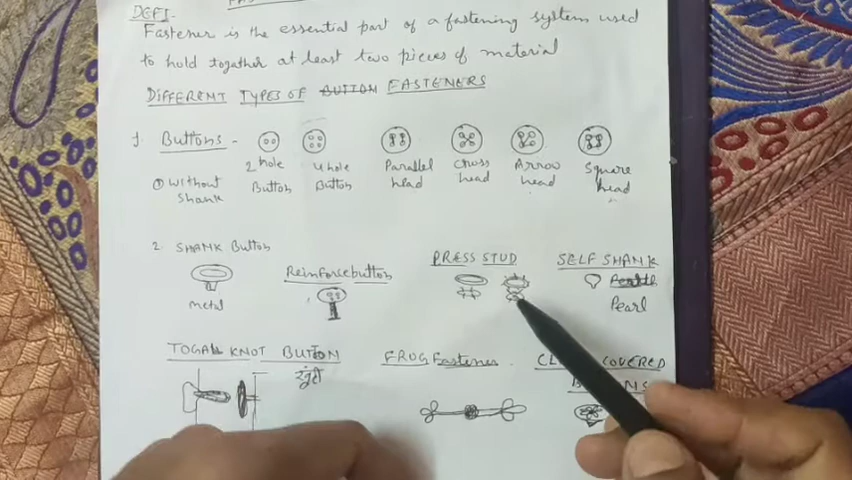 DEFI-
Fastener is the essential part of a fastening system used
to hold together at least two pieces of material
DIFFERENT TYPES OF BUTTON FASTENERS
1. Buttons -
① Without shank
2 hole Button
4 hole Button
Parallel head
Cross head
Arrow head
Square head
2. SHANK Button
metal
Reinforcebutton
PRESS STUD
SELF SHANK
Pearl
TOGAL KNOT BUTTON
खूंटी
FROG Fastener
COVERED